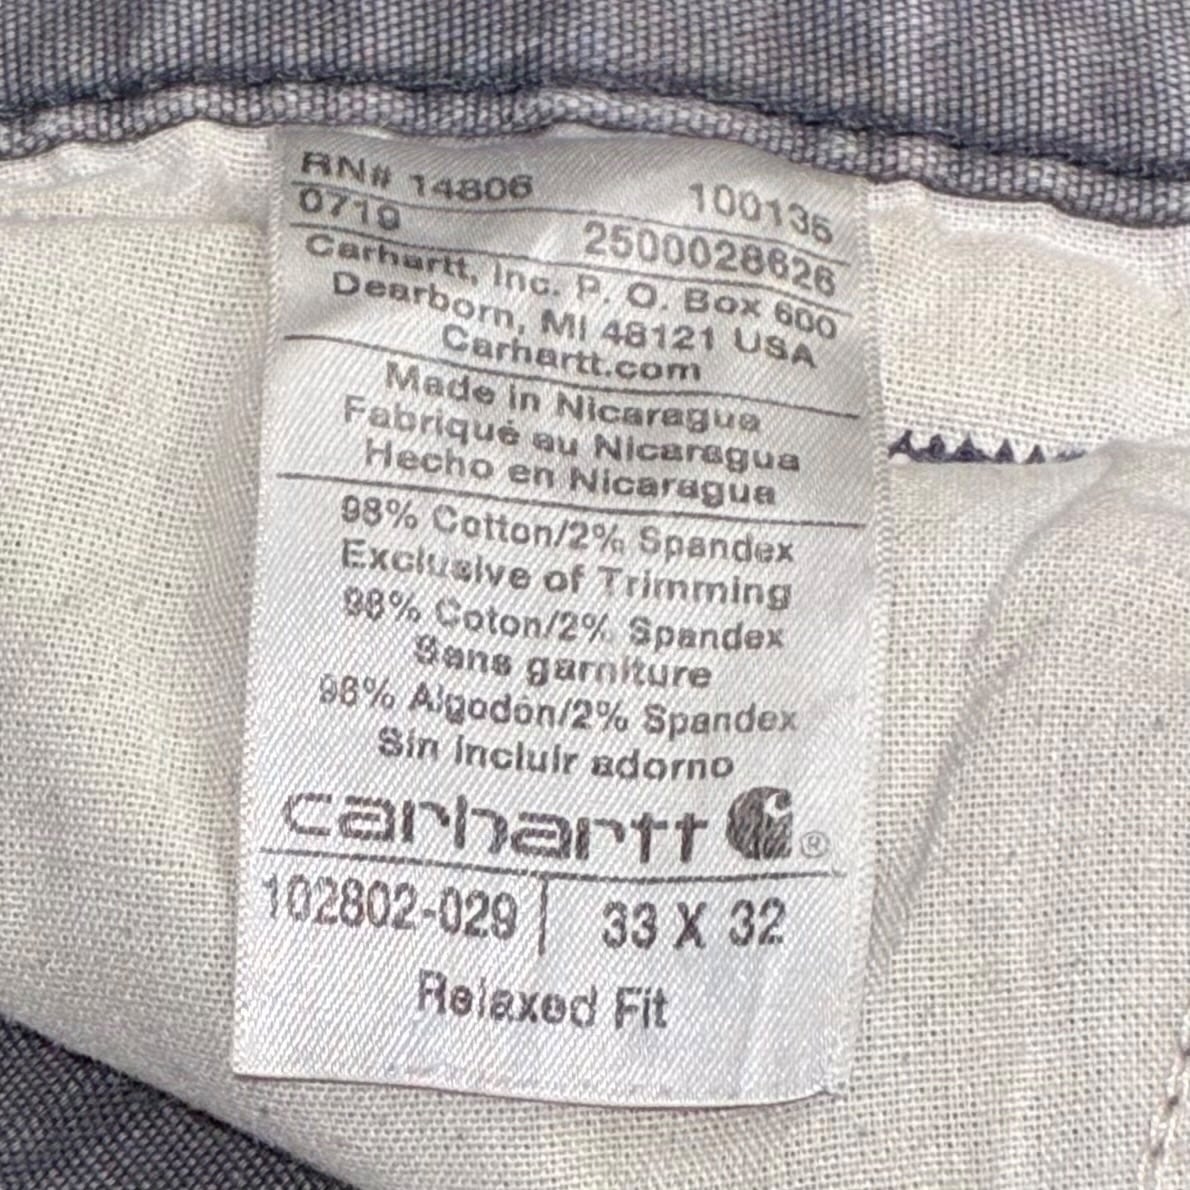 RN# 14806 100135
0719 2500028626
Carhartt, Inc. P. O. Box 600
Dearborn, MI 48121 USA
Carhartt.com
Made in Nicaragua
Fabriqué au Nicaragua
Hecho en Nicaragua
98% Cotton/2% Spandex
Exclusive of Trimming
98% Coton/2% Spandex
Sans garniture
98% Algodón/2% Spandex
Sin incluir adorno
carhartt ®
102802-029 | 33 X 32
Relaxed Fit